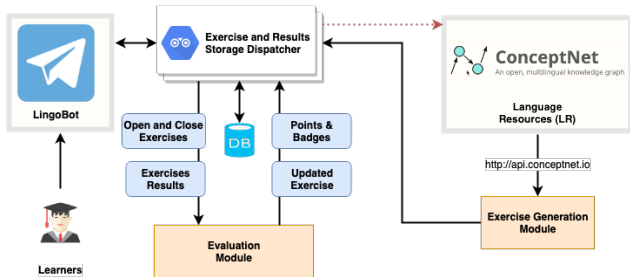 Exercise and Results
Storage Dispatcher
LingoBot
ConceptNet
An open, multilingual knowledge graph
Language
Resources (LR)
Open and Close
Exercises
DB
Points &
Badges
Exercises
Results
Updated
Exercise
http://api.conceptnet.io
Exercise Generation
Module
Evaluation
Module
Learners